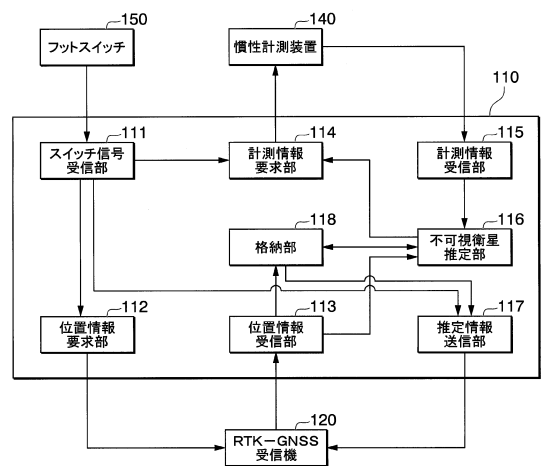 150
フットスイッチ
140
慣性計測装置
110
111
スイッチ信号
受信部
114
計測情報
要求部
115
計測情報
受信部
118
格納部
116
不可視衛星
推定部
112
位置情報
要求部
113
位置情報
受信部
117
推定情報
送信部
120
RTK-GNSS
受信機